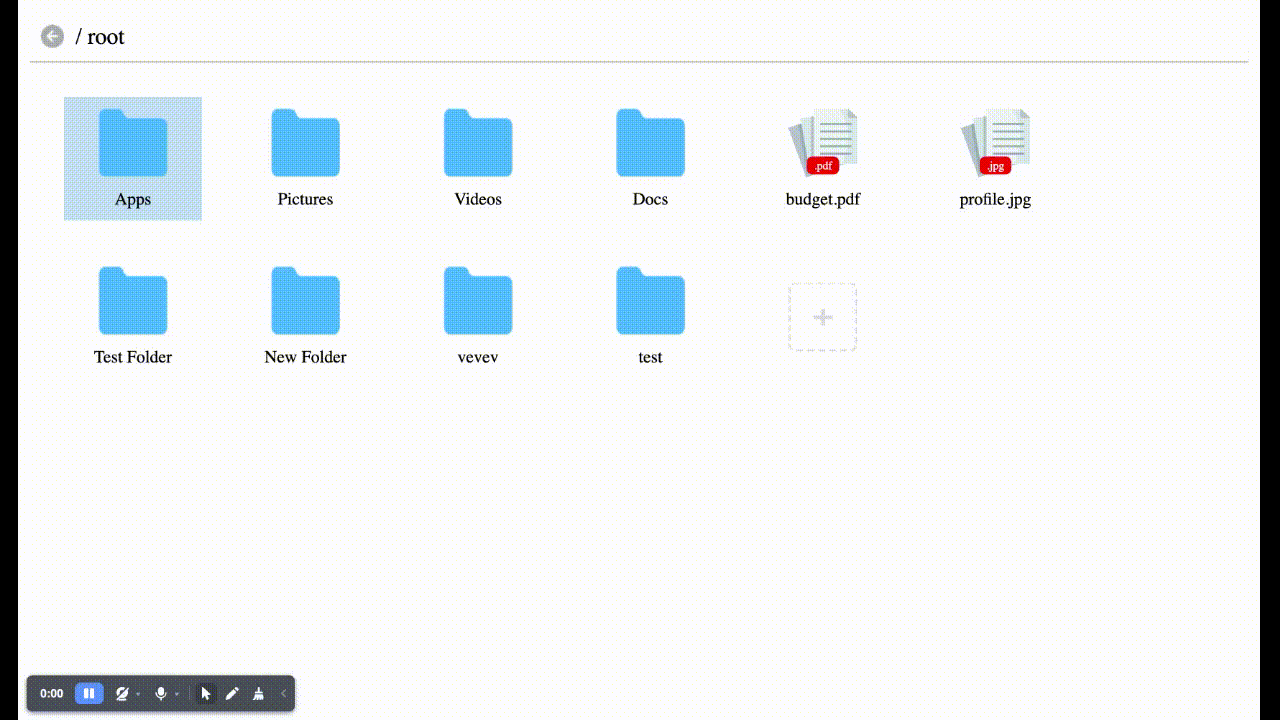 / root
Apps Pictures Videos Docs .pdf budget.pdf .jpg profile.jpg
Test Folder New Folder vevev test +
0:00